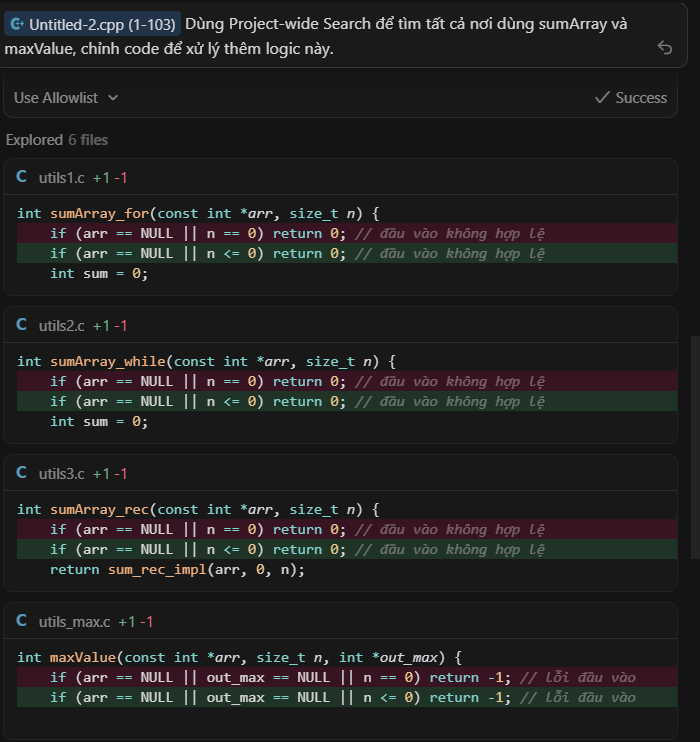 Untitled-2.cpp (1-103) Dùng Project-wide Search để tìm tất cả nơi dùng sumArray và
maxValue, chỉnh code để xử lý thêm logic này.
Use Allowlist Success
Explored 6 files
C utils1.c +1 -1
int sumArray_for(const int *arr, size_t n) {
if (arr == NULL || n == 0) return 0; // đầu vào không hợp lệ
if (arr == NULL || n <= 0) return 0; // đầu vào không hợp lệ
int sum = 0;
C utils2.c +1 -1
int sumArray_while(const int *arr, size_t n) {
if (arr == NULL || n == 0) return 0; // đầu vào không hợp lệ
if (arr == NULL || n <= 0) return 0; // đầu vào không hợp lệ
int sum = 0;
C utils3.c +1 -1
int sumArray_rec(const int *arr, size_t n) {
if (arr == NULL || n == 0) return 0; // đầu vào không hợp lệ
if (arr == NULL || n <= 0) return 0; // đầu vào không hợp lệ
return sum_rec_impl(arr, 0, n);
C utils_max.c +1 -1
int maxValue(const int *arr, size_t n, int *out_max) {
if (arr == NULL || out_max == NULL || n == 0) return -1; // lỗi đầu vào
if (arr == NULL || out_max == NULL || n <= 0) return -1; // lỗi đầu vào